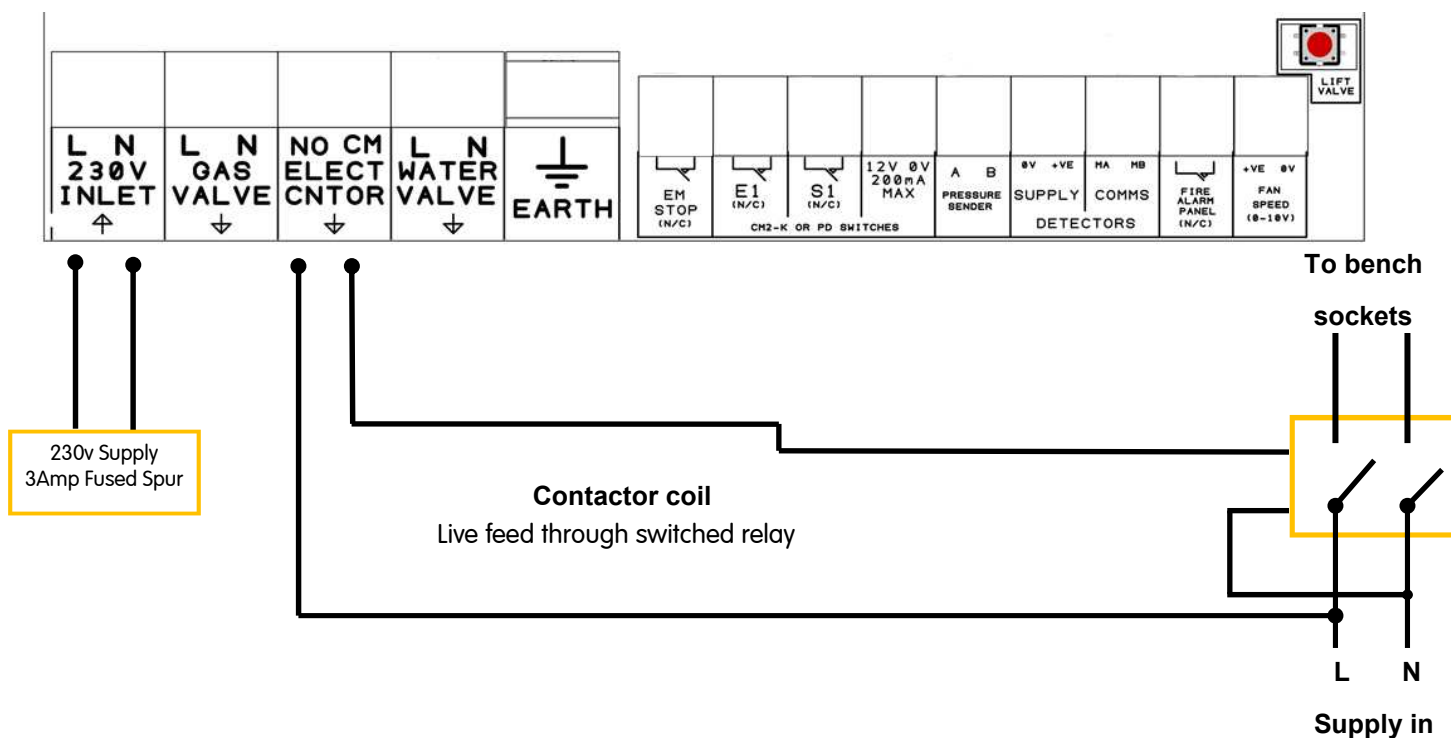 LIFT
VALVE
L N
230V
INLET
L N
GAS
VALVE
NO CM
ELECT
CNTOR
L N
WATER
VALVE
EARTH
EM
STOP
(N/C)
E1
(N/C)
S1
(N/C)
CM2-K OR PD SWITCHES
12V 0V
200mA
MAX
A B
PRESSURE
SENDER
0V +VE
SUPPLY
MA MB
COMMS
DETECTORS
FIRE
ALARM
PANEL
(N/C)
+VE 0V
FAN
SPEED
(0-10V)
To bench
sockets
230v Supply
3Amp Fused Spur
Contactor coil
Live feed through switched relay
L N
Supply in